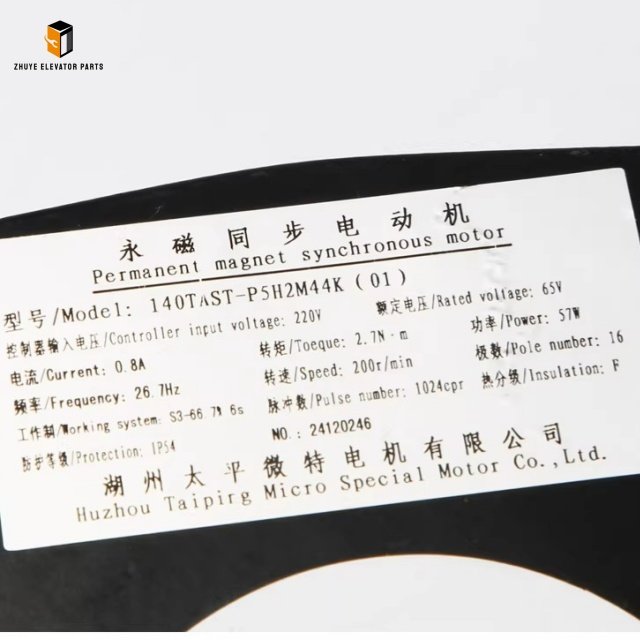 ZHUYE ELEVATOR PARTS
永磁同步电动机
Permanent magnet synchronous motor
型号/Model: 140TAST-P5H2M44K (01)
控制器输入电压/Controller input voltage: 220V 额定电压/Rated voltage: 65V
电流/Current: 0.8A 转矩/Toeque: 2.7N·m 功率/Power: 57W
频率/Frequency: 26.7Hz 转速/Speed: 200r/min 极数/Pole number: 16
工作制/Working system: S3-66.7% 6s 脉冲数/Pulse number: 1024cpr 热分级/Insulation: F
防护等级/Protection: IP54 NO.: 24120246
湖州太平微特电机有限公司
Huzhou Taiping Micro Special Motor Co., Ltd.